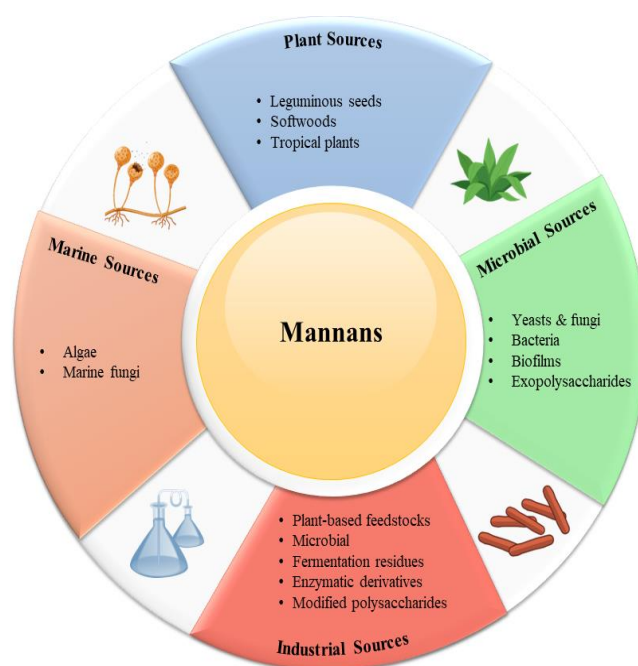 Plant Sources
• Leguminous seeds
• Softwoods
• Tropical plants
Microbial Sources
• Yeasts & fungi
• Bacteria
• Biofilms
• Exopolysaccharides
Marine Sources
• Algae
• Marine fungi
Mannans
• Plant-based feedstocks
• Microbial
• Fermentation residues
• Enzymatic derivatives
• Modified polysaccharides
Industrial Sources